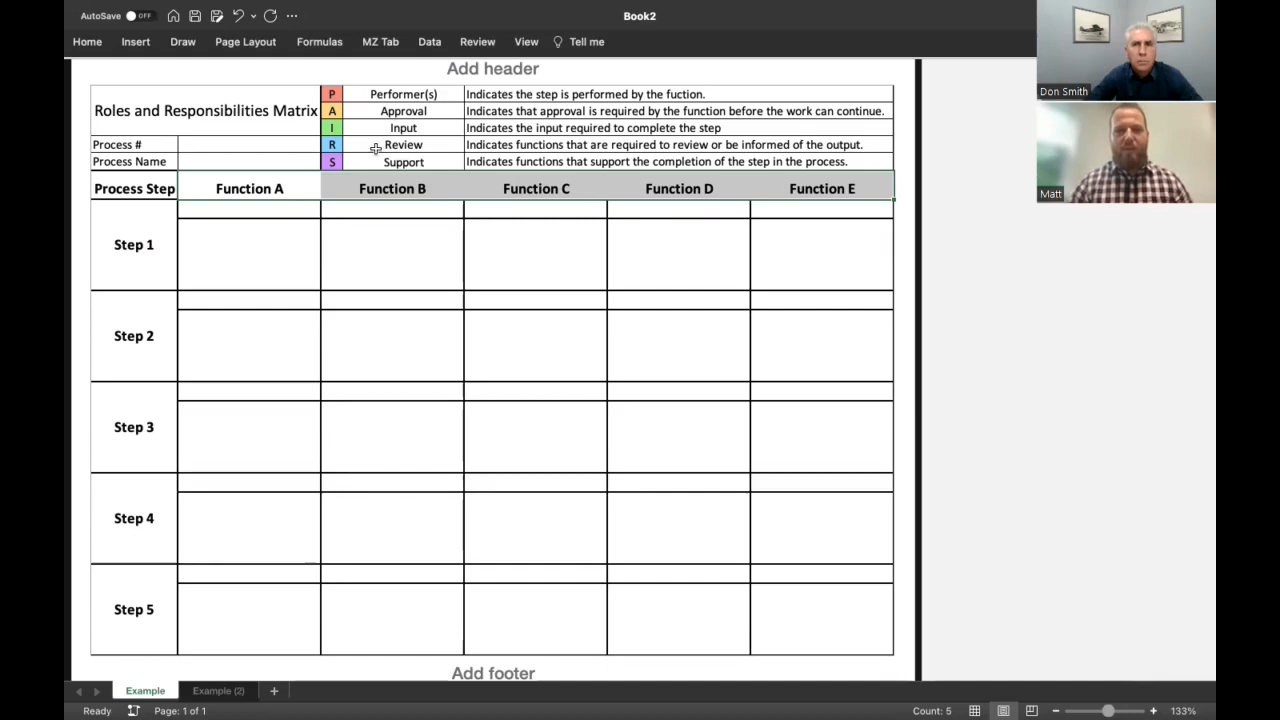 AutoSave OFF Book2
Home Insert Draw Page Layout Formulas MZ Tab Data Review View Tell me
Add header
Roles and Responsibilities Matrix
P Performer(s) Indicates the step is performed by the fuction.
A Approval Indicates that approval is required by the function before the work can continue.
I Input Indicates the input required to complete the step
Process # R Review Indicates functions that are required to review or be informed of the output.
Process Name S Support Indicates functions that support the completion of the step in the process.
Process Step Function A Function B Function C Function D Function E
Step 1
Step 2
Step 3
Step 4
Step 5
Add footer
Example Example (2) +
Ready Page: 1 of 1 Count: 5 133%
Don Smith
Matt